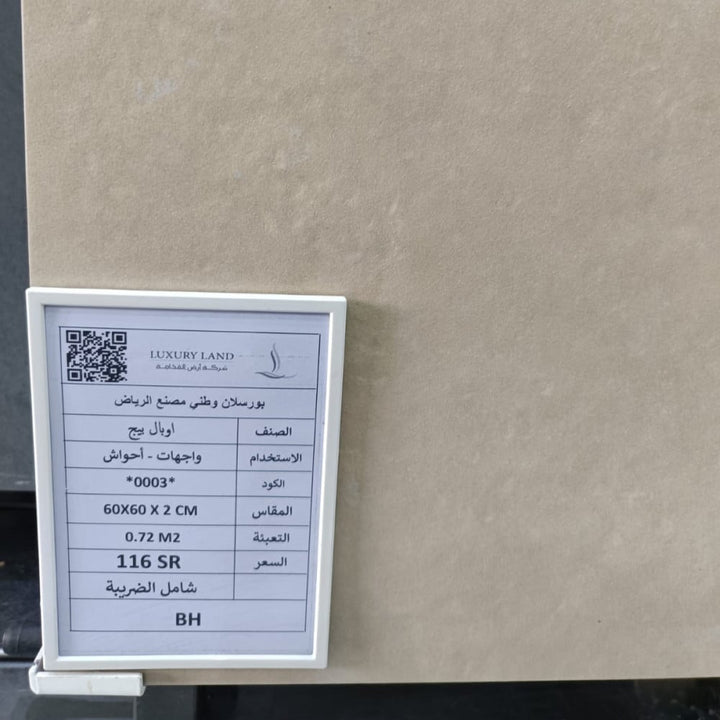 LUXURY LAND
شركة أرض الفخامة
بورسلان وطني مصنع الرياض
الصنف اوبال بيج
الاستخدام واجهات - أحواش
الكود *0003*
المقاس 60X60 X 2 CM
التعبئة 0.72 M2
السعر 116 SR
شامل الضريبة
BH